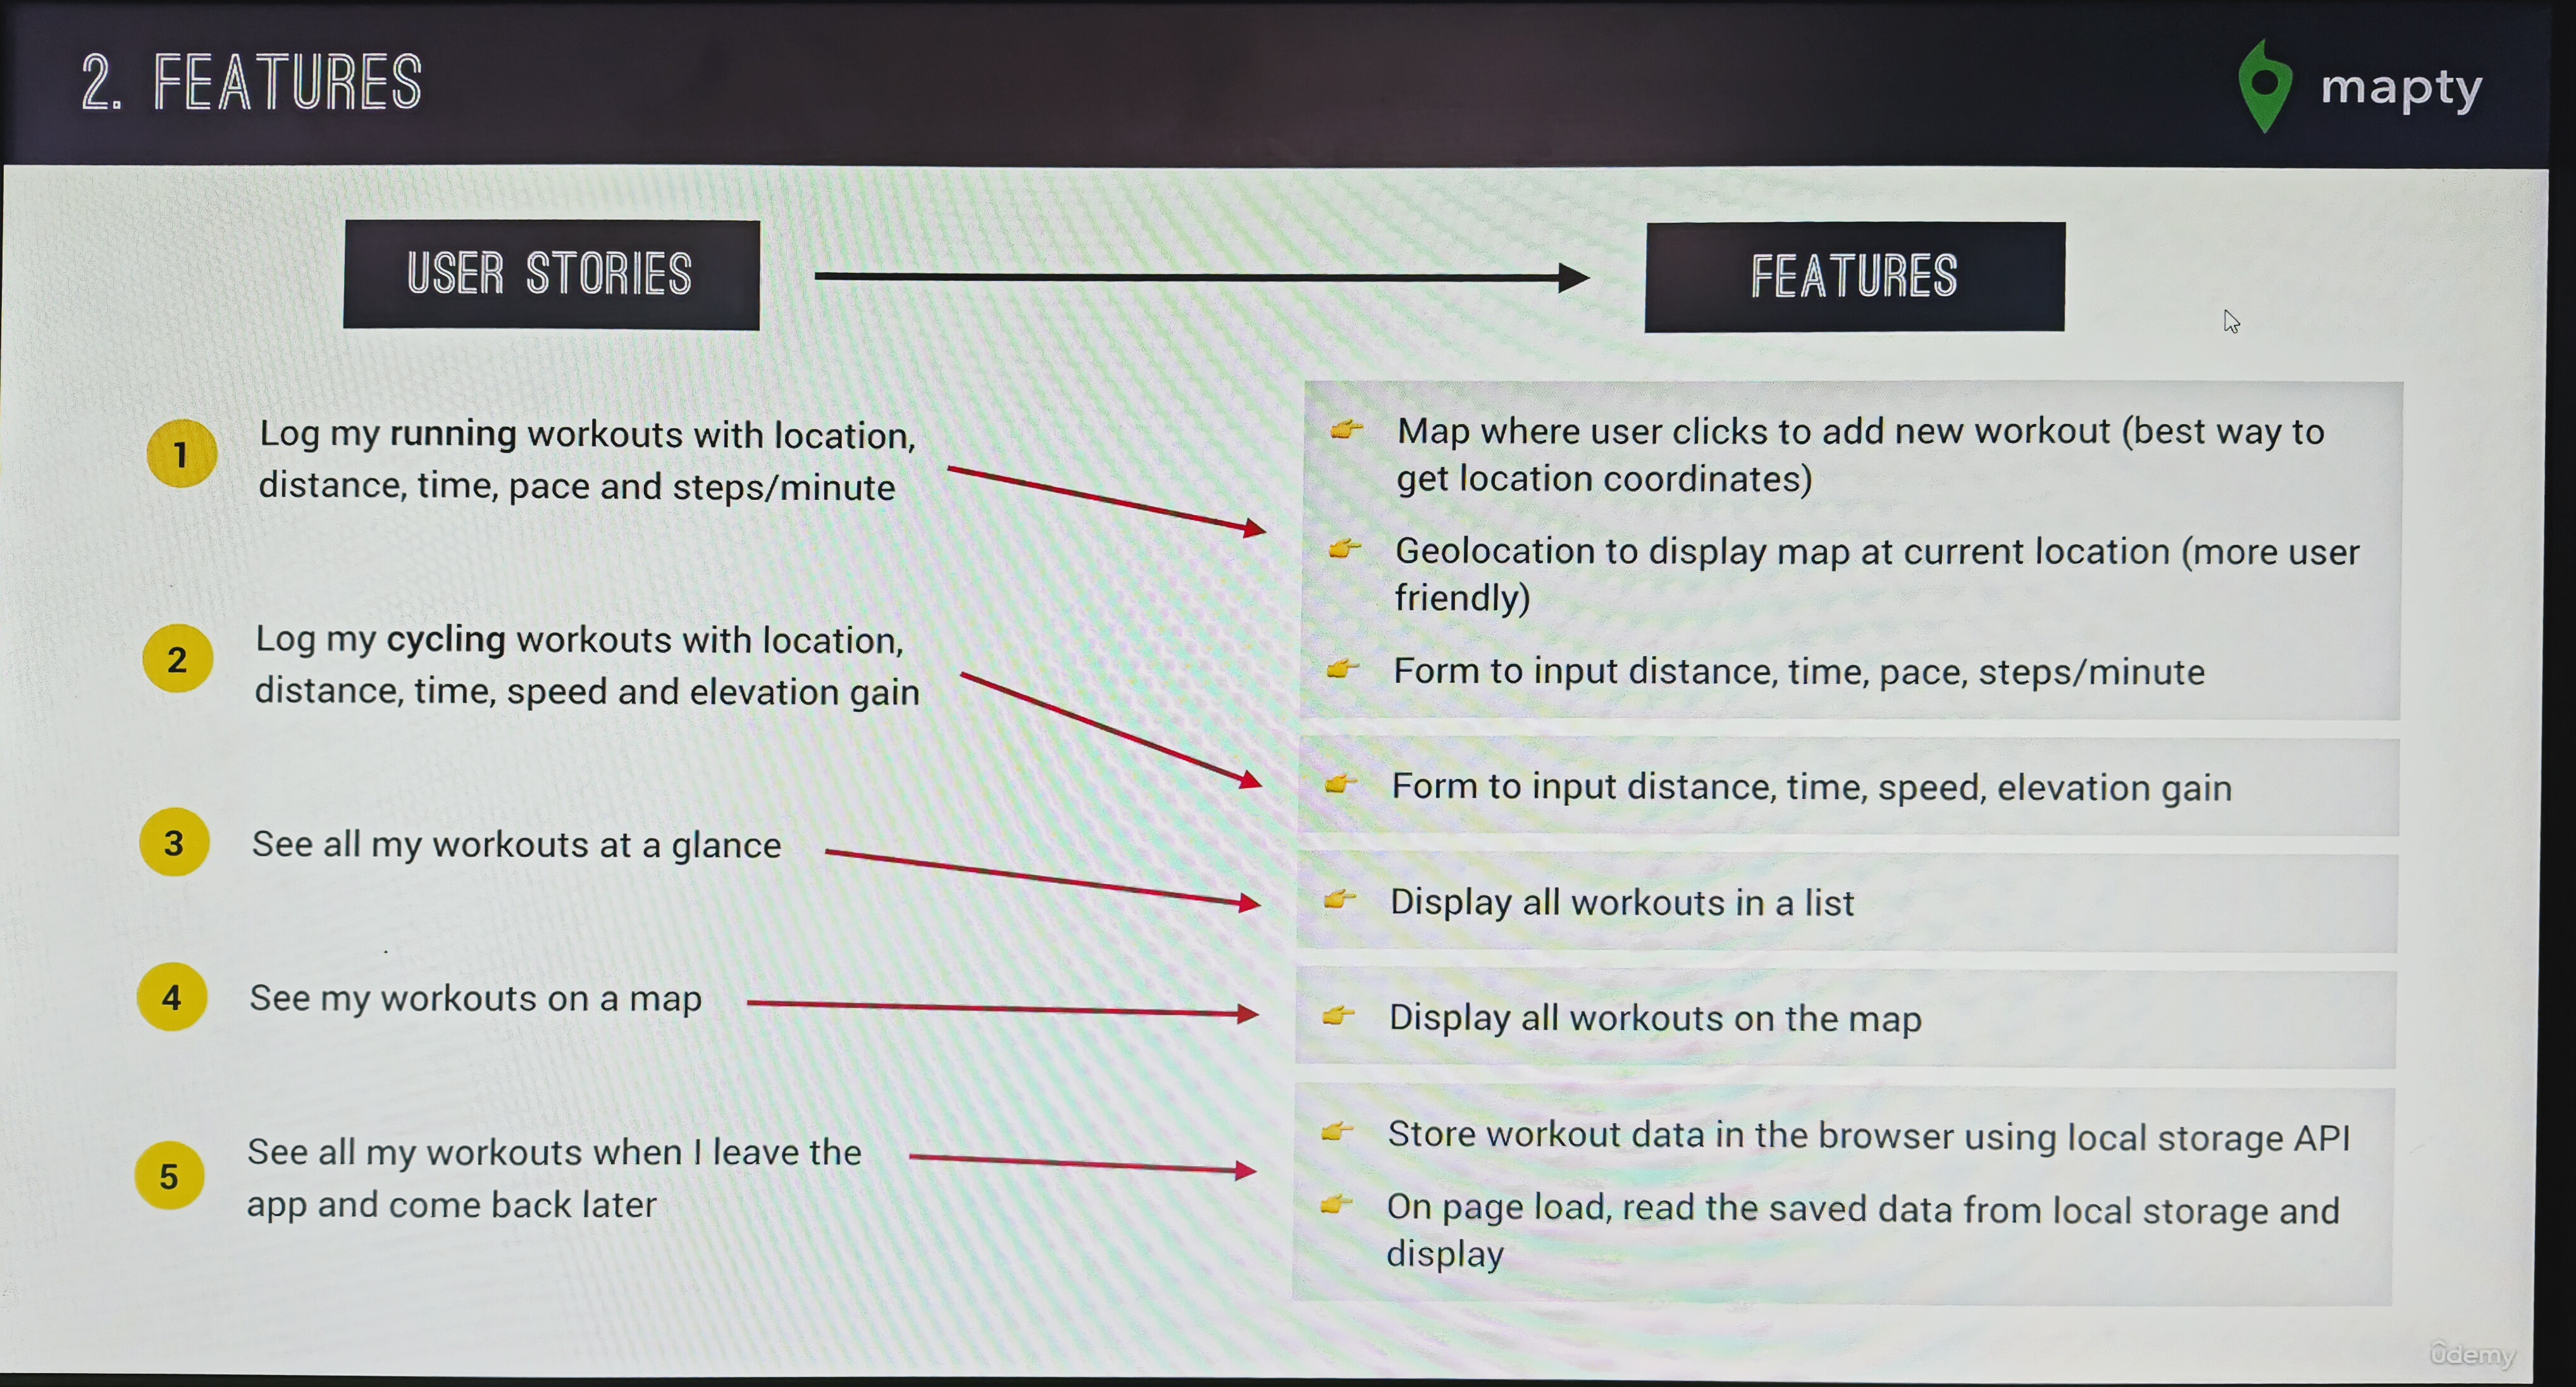 2. FEATURES
mapty
USER STORIES
FEATURES
1
Log my running workouts with location,
distance, time, pace and steps/minute
2
Log my cycling workouts with location,
distance, time, speed and elevation gain
3
See all my workouts at a glance
4
See my workouts on a map
5
See all my workouts when I leave the
app and come back later
Map where user clicks to add new workout (best way to
get location coordinates)
Geolocation to display map at current location (more user
friendly)
Form to input distance, time, pace, steps/minute
Form to input distance, time, speed, elevation gain
Display all workouts in a list
Display all workouts on the map
Store workout data in the browser using local storage API
On page load, read the saved data from local storage and
display
ûdemy